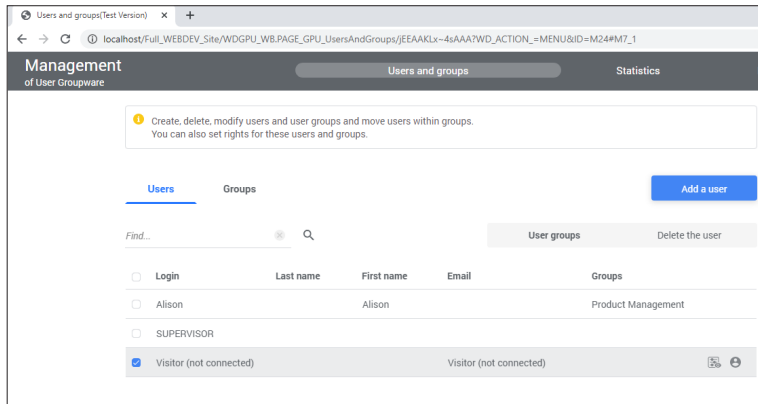 Users and groups(Test Version)
localhost/Full_WEBDEV_Site/WDGPU_WB.PAGE_GPU_UsersAndGroups/jEEAAKLx~4sAAA?WD_ACTION_=MENU&ID=M24#M7_1
Management
of User Groupware
Users and groups
Statistics
Create, delete, modify users and user groups and move users within groups.
You can also set rights for these users and groups.
Users Groups
Add a user
Find...
User groups Delete the user
Login Last name First name Email Groups
Alison Alison Product Management
SUPERVISOR
Visitor (not connected) Visitor (not connected)